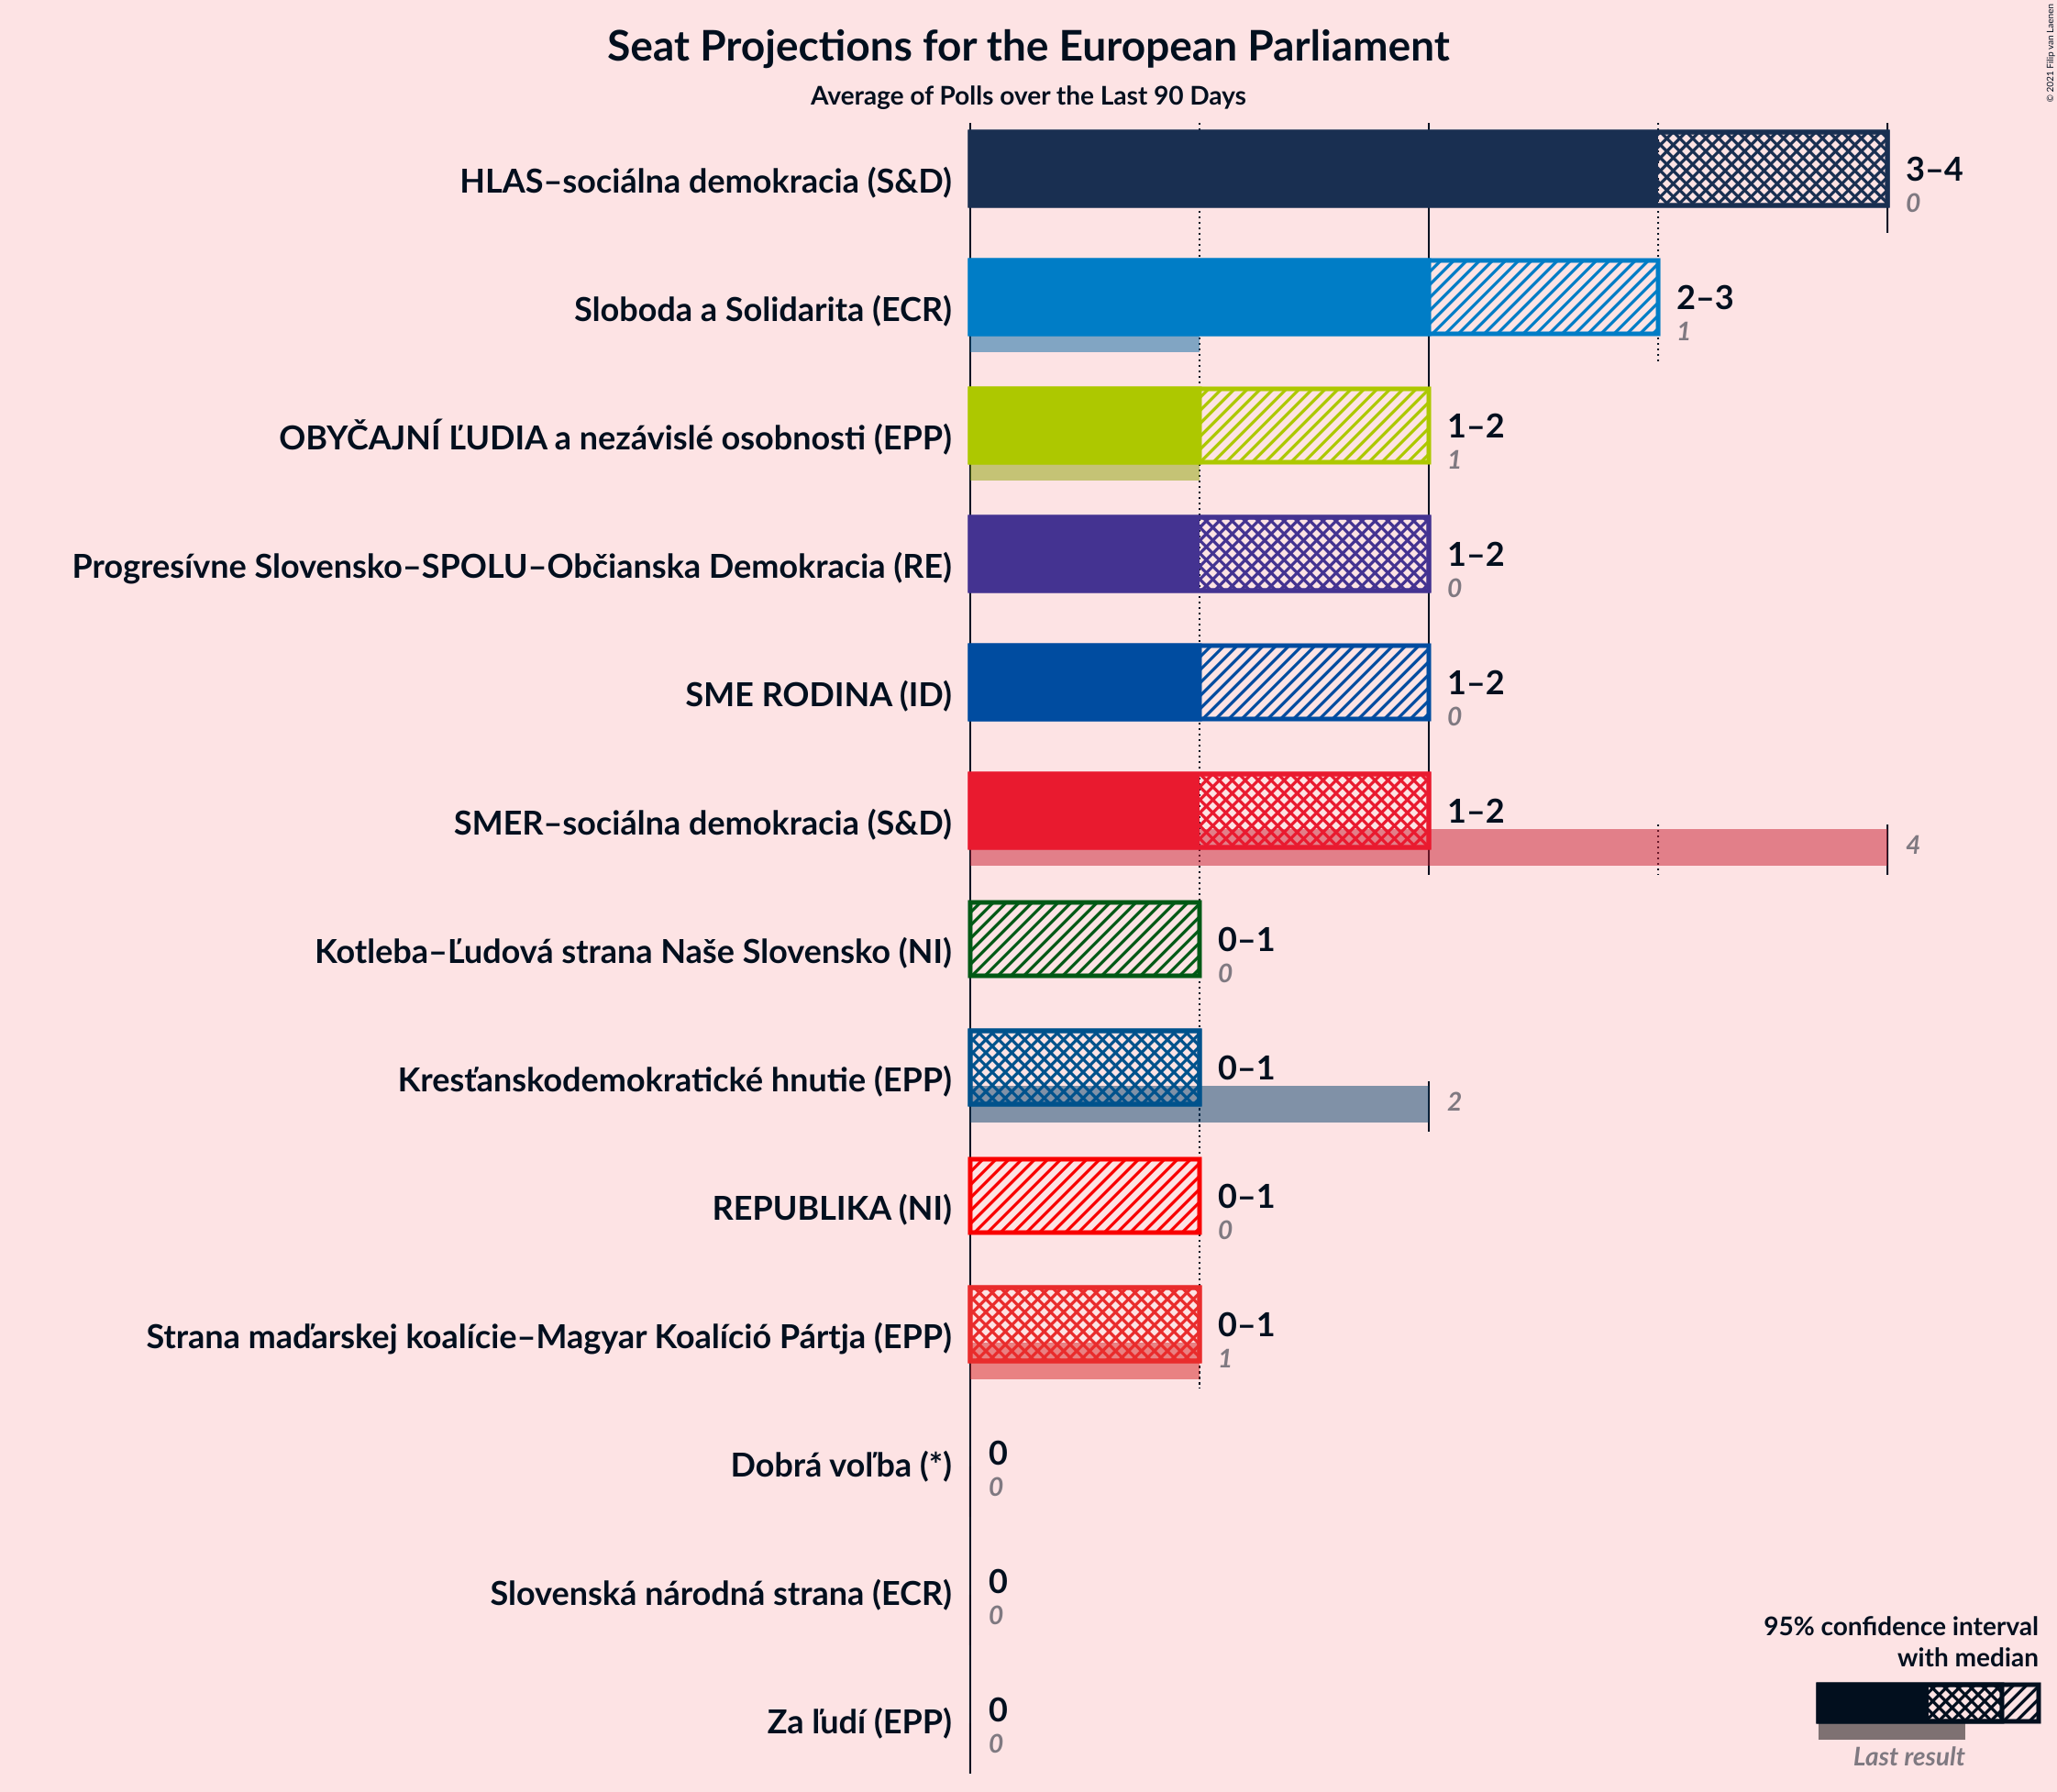 Seat Projections for the European Parliament
Average of Polls over the Last 90 Days
© 2021 Filip van Laenen
HLAS–sociálna demokracia (S&D)
3–4
0
Sloboda a Solidarita (ECR)
2–3
1
OBYČAJNÍ ĽUDIA a nezávislé osobnosti (EPP)
1–2
1
Progresívne Slovensko–SPOLU–Občianska Demokracia (RE)
1–2
0
SME RODINA (ID)
1–2
0
SMER–sociálna demokracia (S&D)
1–2
4
Kotleba–Ľudová strana Naše Slovensko (NI)
0–1
0
Kresťanskodemokratické hnutie (EPP)
0–1
2
REPUBLIKA (NI)
0–1
0
Strana maďarskej koalície–Magyar Koalíció Pártja (EPP)
0–1
1
Dobrá voľba (*)
0
0
Slovenská národná strana (ECR)
0
0
Za ľudí (EPP)
0
0
95% confidence interval
with median
Last result